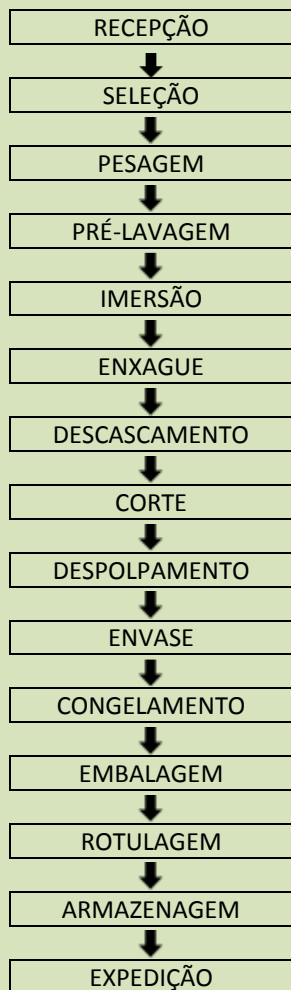 RECEPÇÃO
SELEÇÃO
PESAGEM
PRÉ-LAVAGEM
IMERSÃO
ENXAGUE
DESCASCAMENTO
CORTE
DESPOLPAMENTO
ENVASE
CONGELAMENTO
EMBALAGEM
ROTULAGEM
ARMAZENAGEM
EXPEDIÇÃO